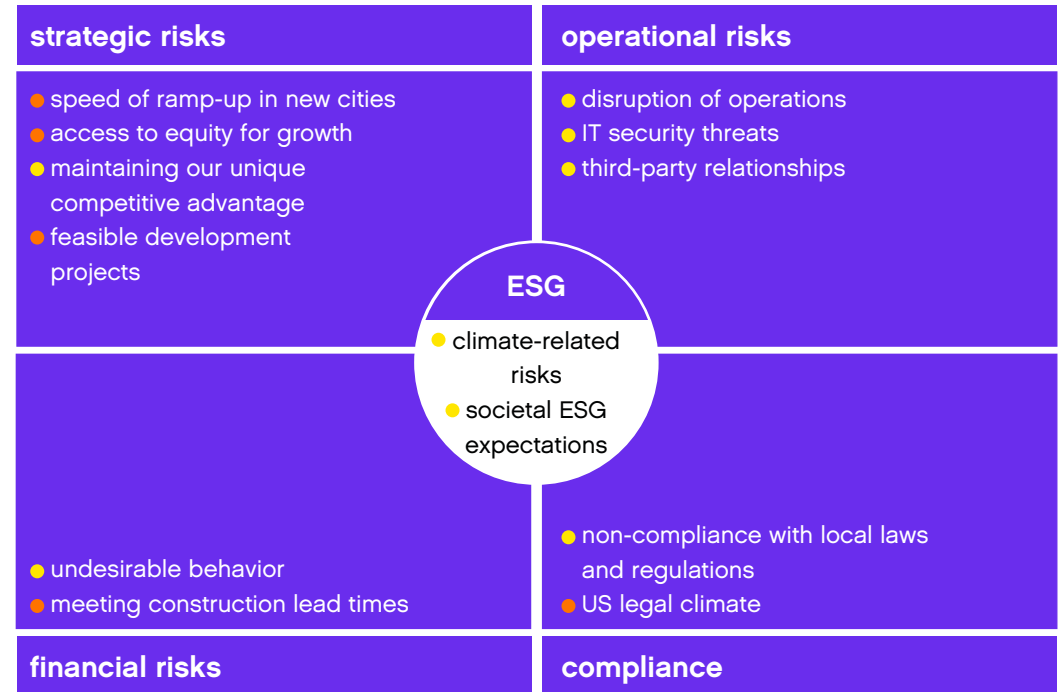 strategic risks
speed of ramp-up in new cities
access to equity for growth
maintaining our unique
competitive advantage
feasible development
projects
operational risks
disruption of operations
IT security threats
third-party relationships
ESG
climate-related
risks
societal ESG
expectations
undesirable behavior
meeting construction lead times
financial risks
non-compliance with local laws
and regulations
US legal climate
compliance